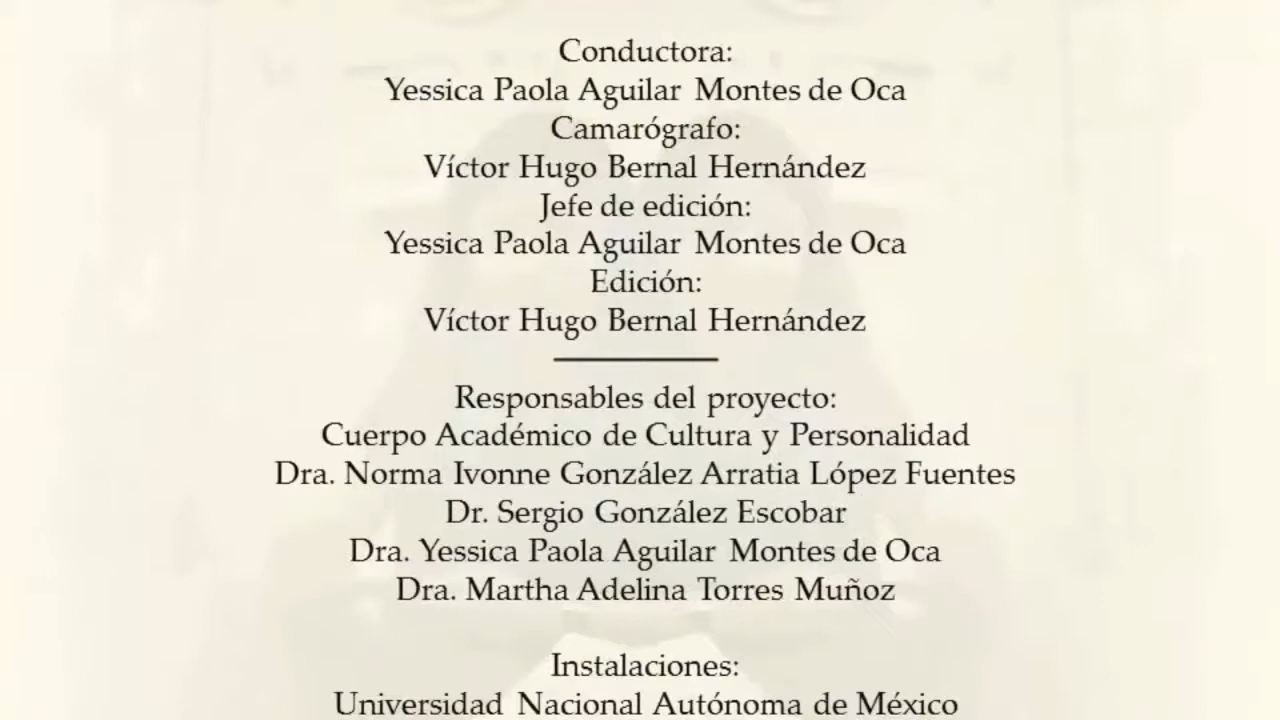 Conductora:
Yessica Paola Aguilar Montes de Oca
Camarógrafo:
Víctor Hugo Bernal Hernández
Jefe de edición:
Yessica Paola Aguilar Montes de Oca
Edición:
Víctor Hugo Bernal Hernández
Responsables del proyecto:
Cuerpo Académico de Cultura y Personalidad
Dra. Norma Ivonne González Arratia López Fuentes
Dr. Sergio González Escobar
Dra. Yessica Paola Aguilar Montes de Oca
Dra. Martha Adelina Torres Muñoz
Instalaciones:
Universidad Nacional Autónoma de México